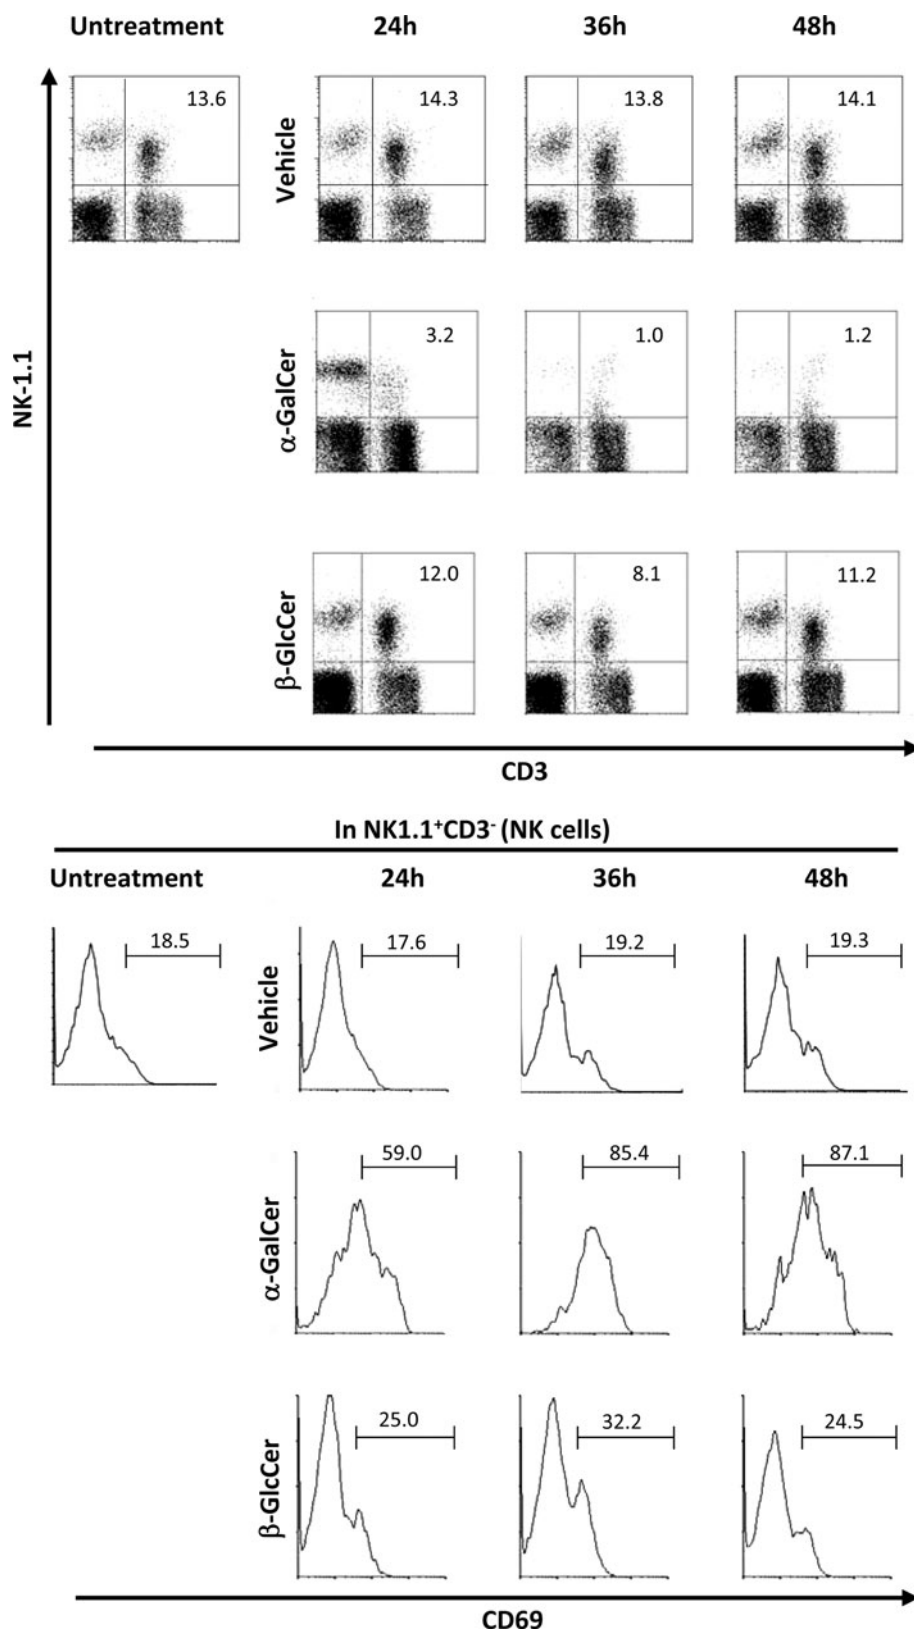 Untreatment 24h 36h 48h
13.6 14.3 13.8 14.1
Vehicle
NK-1.1
3.2 1.0 1.2
α-GalCer
12.0 8.1 11.2
β-GlcCer
CD3
In NK1.1⁺CD3⁻ (NK cells)
Untreatment 24h 36h 48h
18.5 17.6 19.2 19.3
Vehicle
59.0 85.4 87.1
α-GalCer
25.0 32.2 24.5
β-GlcCer
CD69